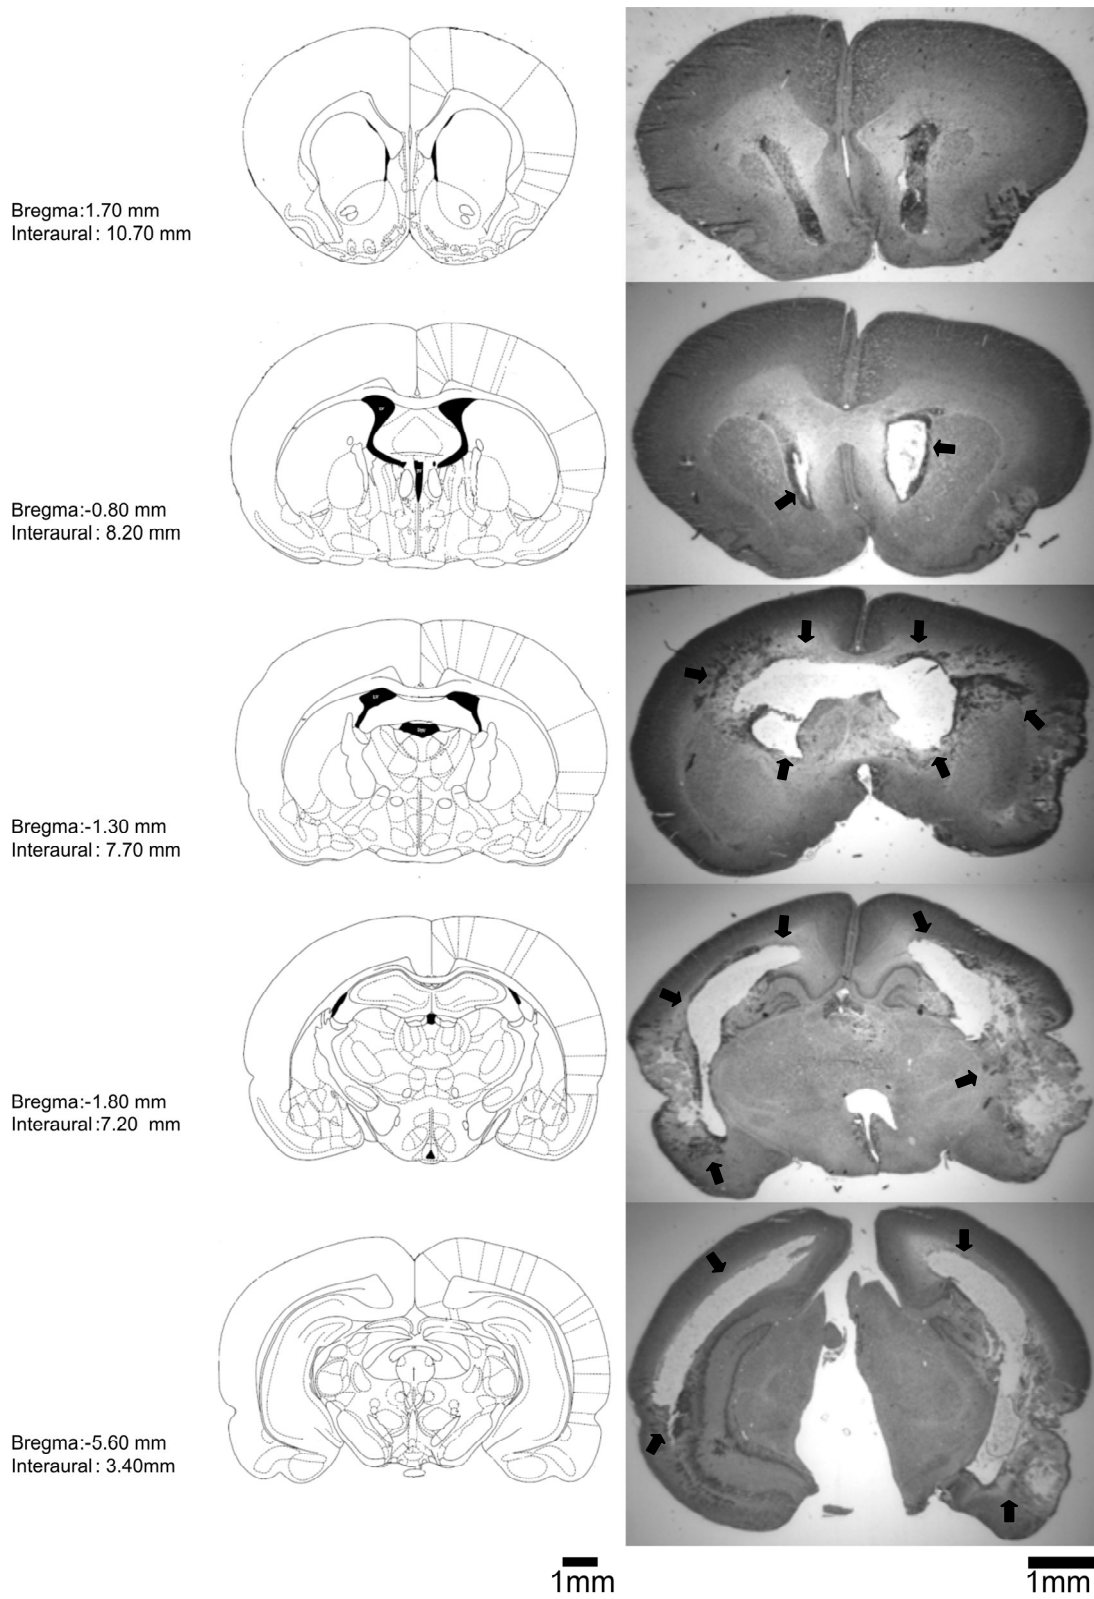 Bregma:1.70 mm
Interaural: 10.70 mm
Bregma:-0.80 mm
Interaural: 8.20 mm
Bregma:-1.30 mm
Interaural: 7.70 mm
Bregma:-1.80 mm
Interaural:7.20 mm
Bregma:-5.60 mm
Interaural: 3.40mm
1mm
1mm